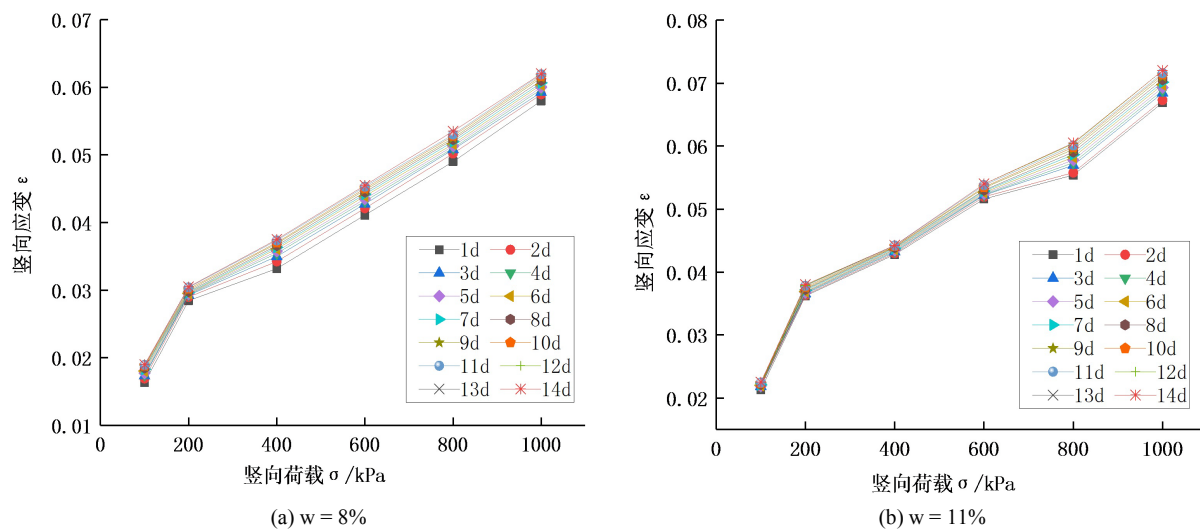 0.07
0.06
0.05
0.04
0.03
0.02
0.01
竖向应变 ε
0 200 400 600 800 1000
竖向荷载 σ /kPa
1d 2d
3d 4d
5d 6d
7d 8d
9d 10d
11d 12d
13d 14d
(a) w = 8%
0.08
0.07
0.06
0.05
0.04
0.03
0.02
竖向应变 ε
0 200 400 600 800 1000
竖向荷载 σ /kPa
1d 2d
3d 4d
5d 6d
7d 8d
9d 10d
11d 12d
13d 14d
(b) w = 11%